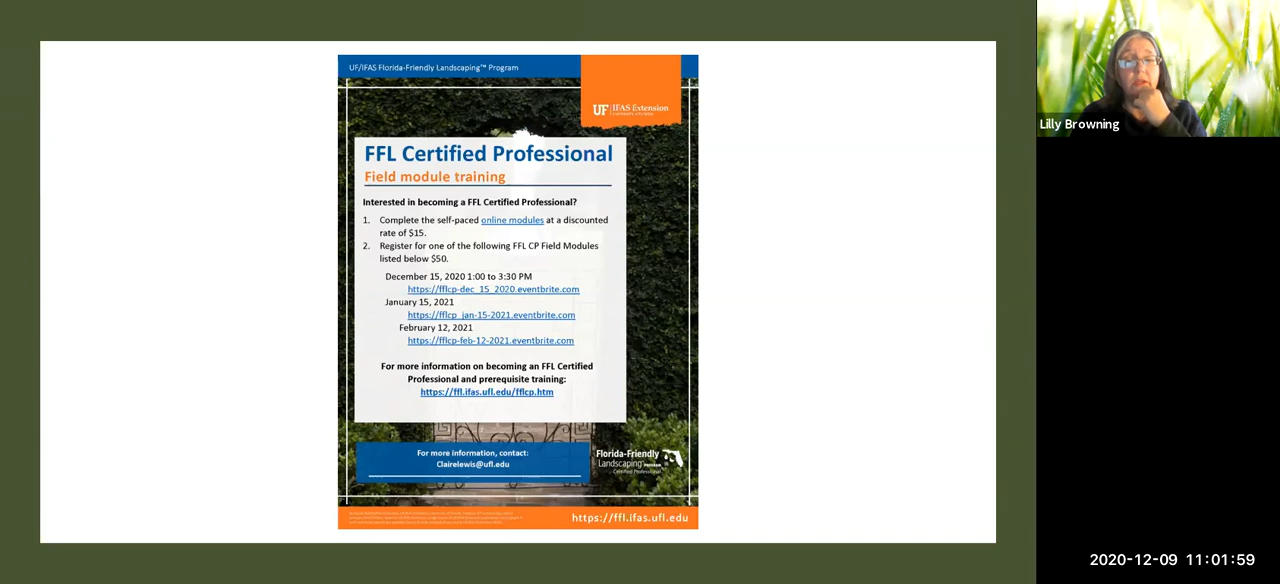 UF/IFAS Florida-Friendly Landscaping™ Program
UF IFAS Extension
UNIVERSITY of FLORIDA
FFL Certified Professional
Field module training
Interested in becoming a FFL Certified Professional?
1. Complete the self-paced online modules at a discounted
rate of $15.
2. Register for one of the following FFL CP Field Modules
listed below $50.
December 15, 2020 1:00 to 3:30 PM
https://fflcp-dec_15_2020.eventbrite.com
January 15, 2021
https://fflcp_jan-15-2021.eventbrite.com
February 12, 2021
https://fflcp-feb-12-2021.eventbrite.com
For more information on becoming an FFL Certified
Professional and prerequisite training:
https://ffl.ifas.ufl.edu/fflcp.htm
For more information, contact:
Clairelewis@ufl.edu
Florida-Friendly
Landscaping PROGRAM
Certified Professional
https://ffl.ifas.ufl.edu
Lilly Browning
2020-12-09 11:01:59